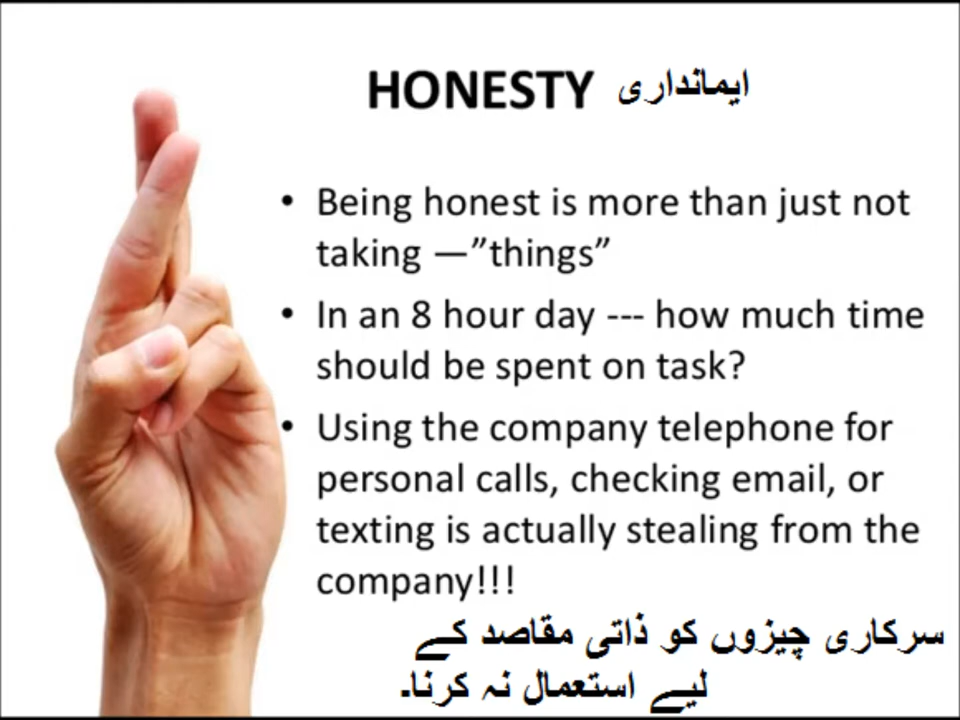 HONESTY ایمانداری
• Being honest is more than just not
taking —”things”
• In an 8 hour day --- how much time
should be spent on task?
• Using the company telephone for
personal calls, checking email, or
texting is actually stealing from the
company!!!
سرکاری چیزوں کو ذاتی مقاصد کے
لیے استعمال نہ کرنا۔